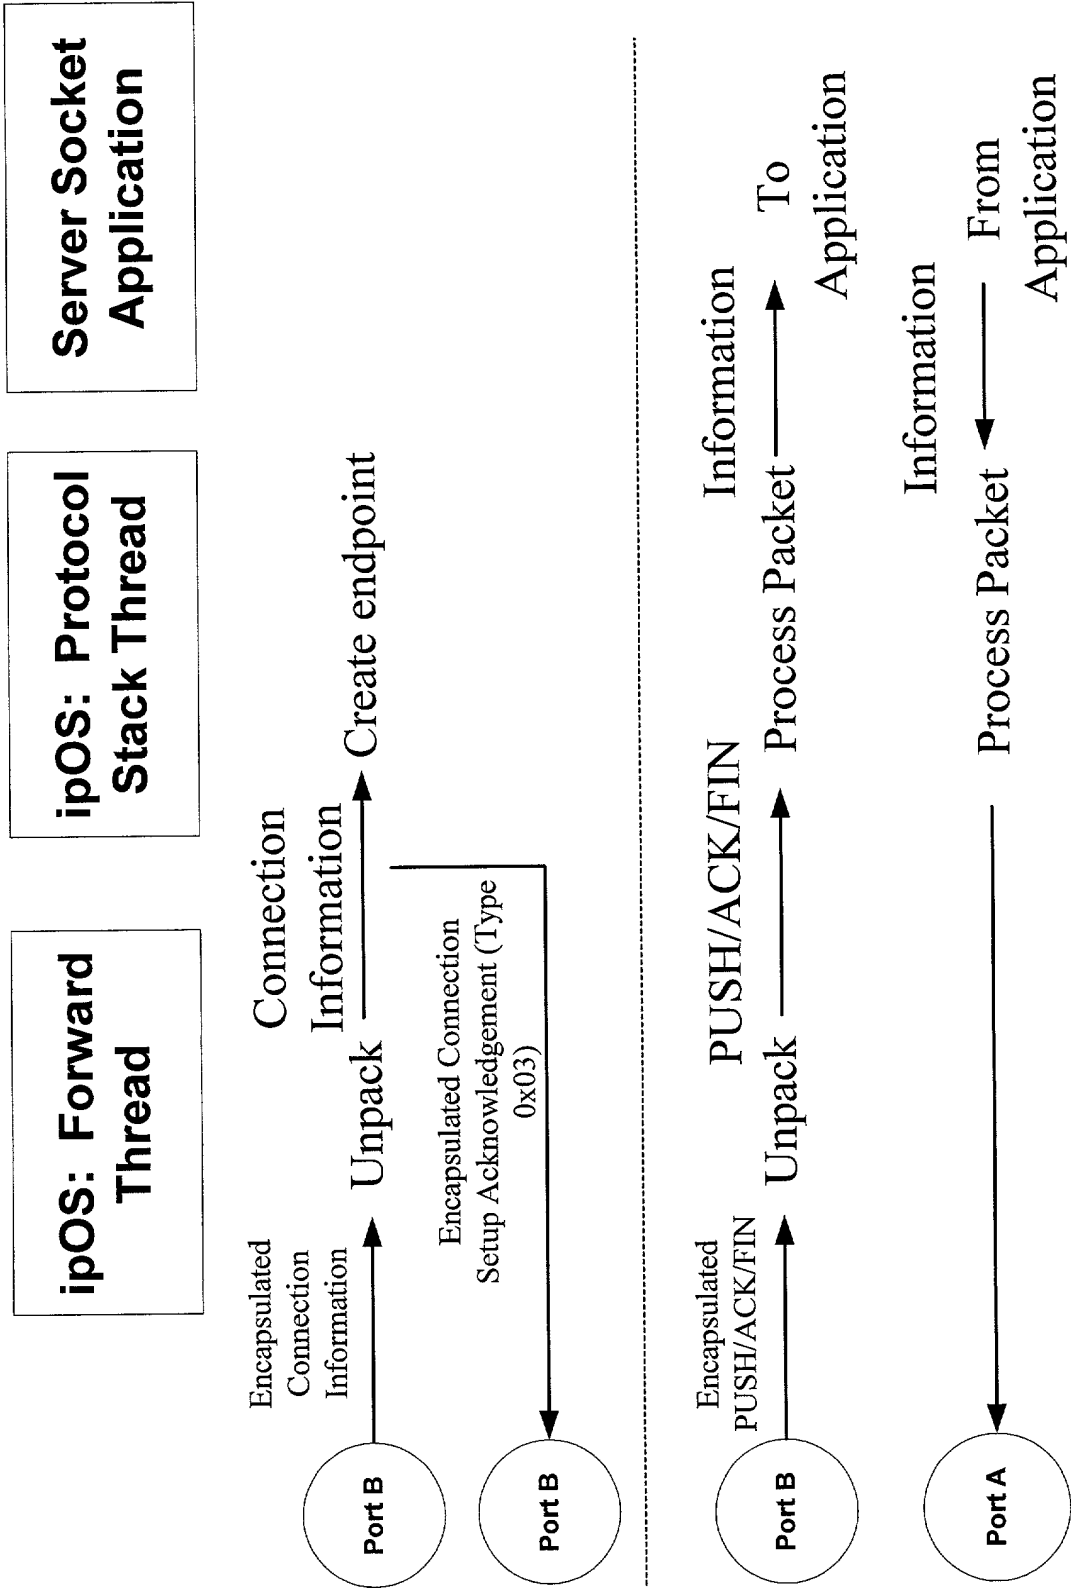 ipOS: Forward
Thread
ipOS: Protocol
Stack Thread
Server Socket
Application
Port B
Encapsulated
Connection
Information
Unpack
Connection
Information
Create endpoint
Port B
Encapsulated Connection
Setup Acknowledgement (Type
0x03)
Port B
Encapsulated
PUSH/ACK/FIN
Unpack
PUSH/ACK/FIN
Process Packet
Information
To
Application
Port A
Process Packet
Information
From
Application